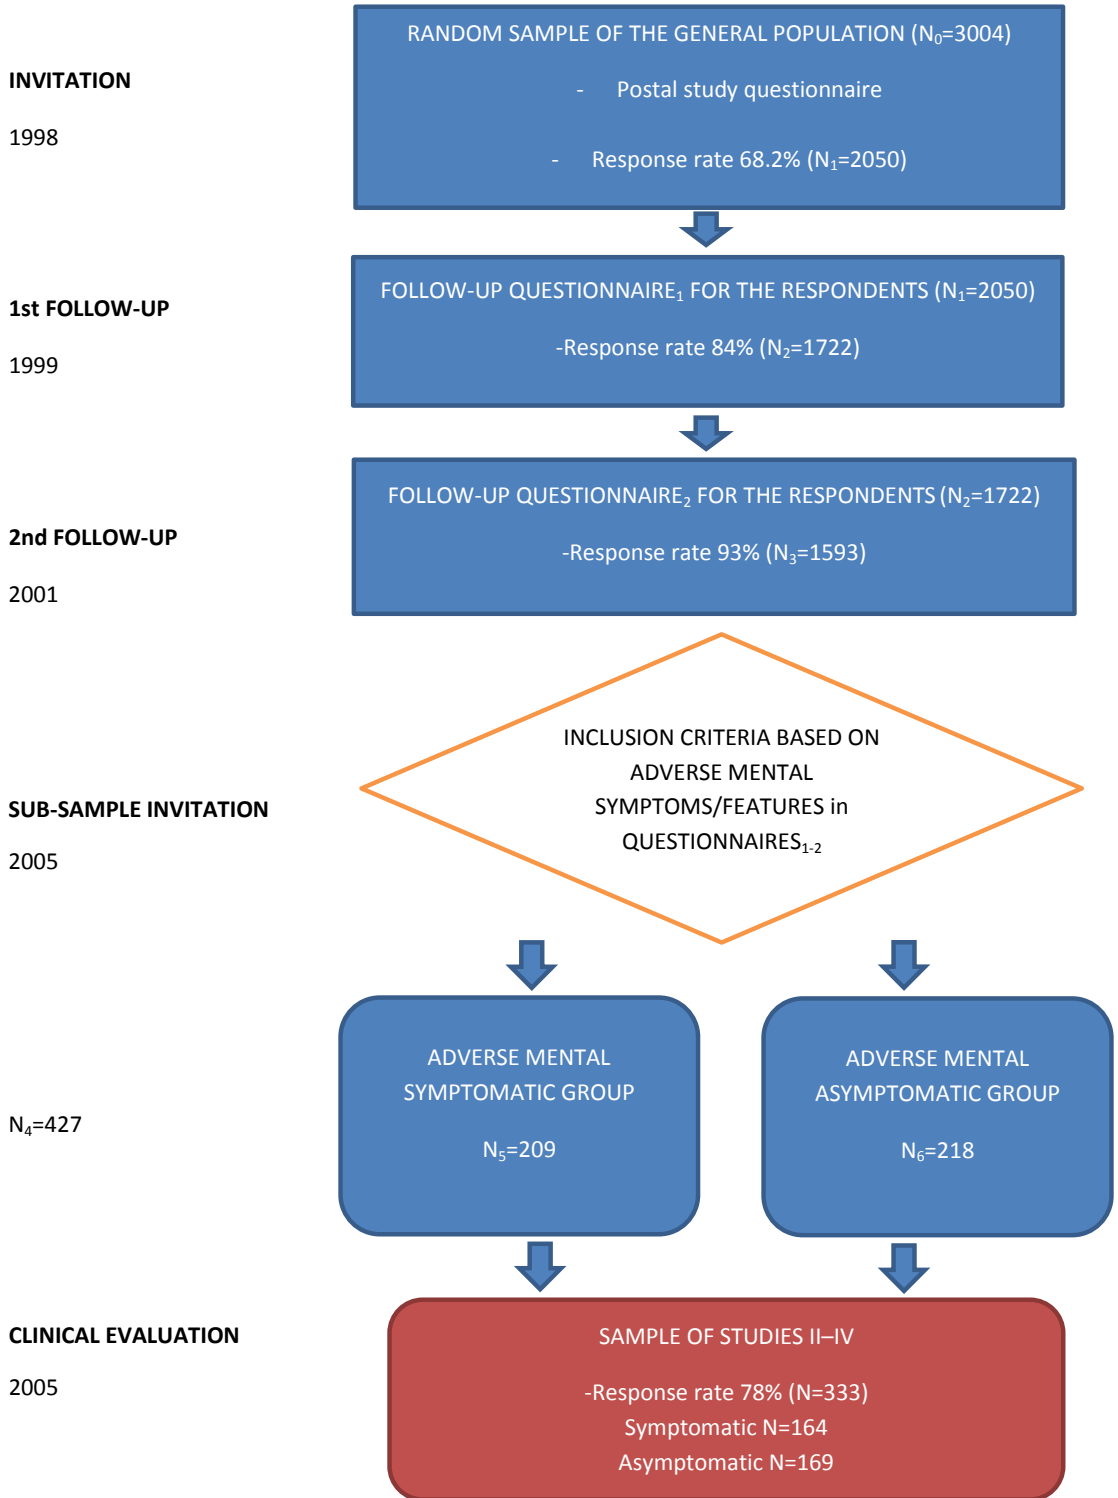 RANDOM SAMPLE OF THE GENERAL POPULATION (N₀=3004)
- Postal study questionnaire
- Response rate 68.2% (N₁=2050)
INVITATION
1998
FOLLOW-UP QUESTIONNAIRE₁ FOR THE RESPONDENTS (N₁=2050)
-Response rate 84% (N₂=1722)
1st FOLLOW-UP
1999
FOLLOW-UP QUESTIONNAIRE₂ FOR THE RESPONDENTS (N₂=1722)
-Response rate 93% (N₃=1593)
2nd FOLLOW-UP
2001
INCLUSION CRITERIA BASED ON
ADVERSE MENTAL
SYMPTOMS/FEATURES in
QUESTIONNAIRES₁₋₂
SUB-SAMPLE INVITATION
2005
ADVERSE MENTAL
SYMPTOMATIC GROUP
N₅=209
ADVERSE MENTAL
ASYMPTOMATIC GROUP
N₆=218
N₄=427
SAMPLE OF STUDIES II–IV
-Response rate 78% (N=333)
Symptomatic N=164
Asymptomatic N=169
CLINICAL EVALUATION
2005